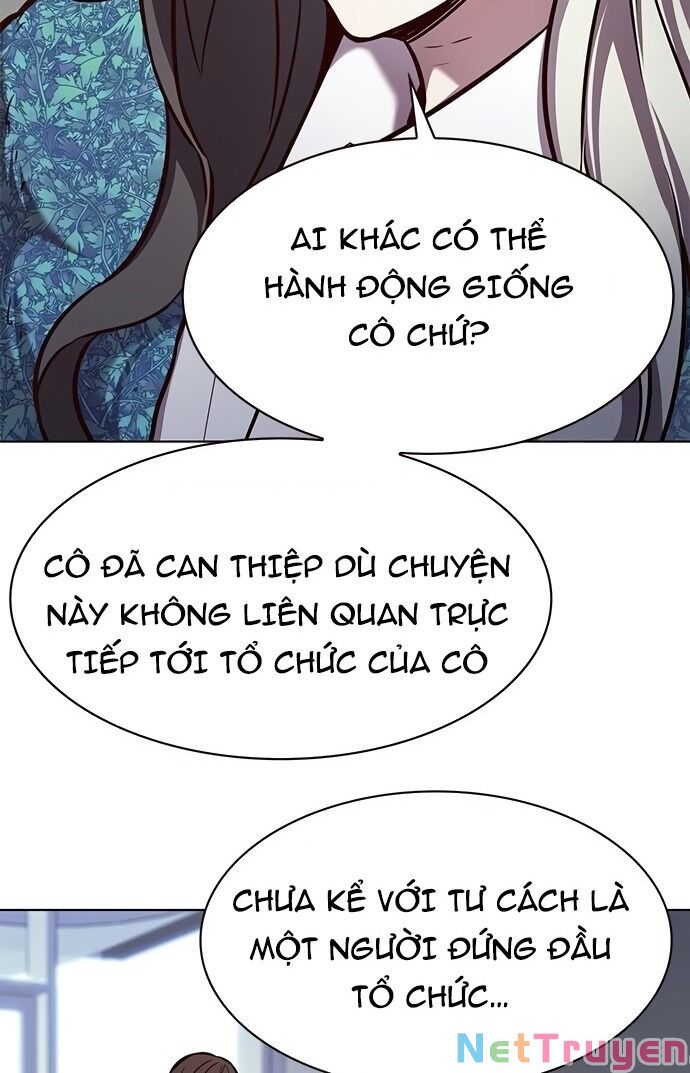 AI KHÁC CÓ THỂ
HÀNH ĐỘNG GIỐNG
CÔ CHỨ?
CÔ ĐÃ CAN THIỆP DÙ CHUYỆN
NÀY KHÔNG LIÊN QUAN TRỰC
TIẾP TỚI TỔ CHỨC CỦA CÔ
CHƯA KỂ VỚI TƯ CÁCH LÀ
MỘT NGƯỜI ĐỨNG ĐẦU
TỔ CHỨC...
NetTruyen